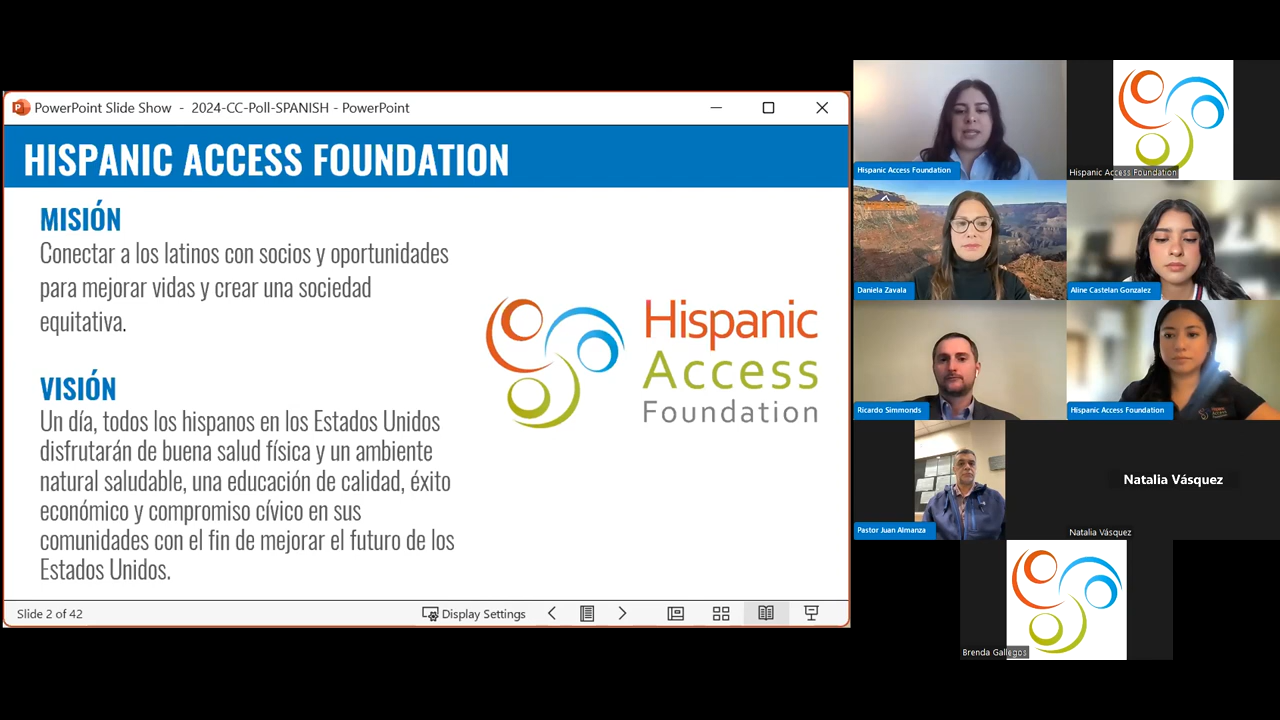 PowerPoint Slide Show - 2024-CC-Poll-SPANISH - PowerPoint
HISPANIC ACCESS FOUNDATION
MISIÓN
Conectar a los latinos con socios y oportunidades
para mejorar vidas y crear una sociedad
equitativa.
VISIÓN
Un día, todos los hispanos en los Estados Unidos
disfrutarán de buena salud física y un ambiente
natural saludable, una educación de calidad, éxito
económico y compromiso cívico en sus
comunidades con el fin de mejorar el futuro de los
Estados Unidos.
Hispanic
Access
Foundation
Slide 2 of 42
Display Settings
Hispanic Access Foundation
Hispanic Access Foundation
Daniela Zavala
Aline Castelan Gonzalez
Ricardo Simmonds
Hispanic Access Foundation
Pastor Juan Almanza
Natalia Vásquez
Natalia Vásquez
Brenda Gallegos